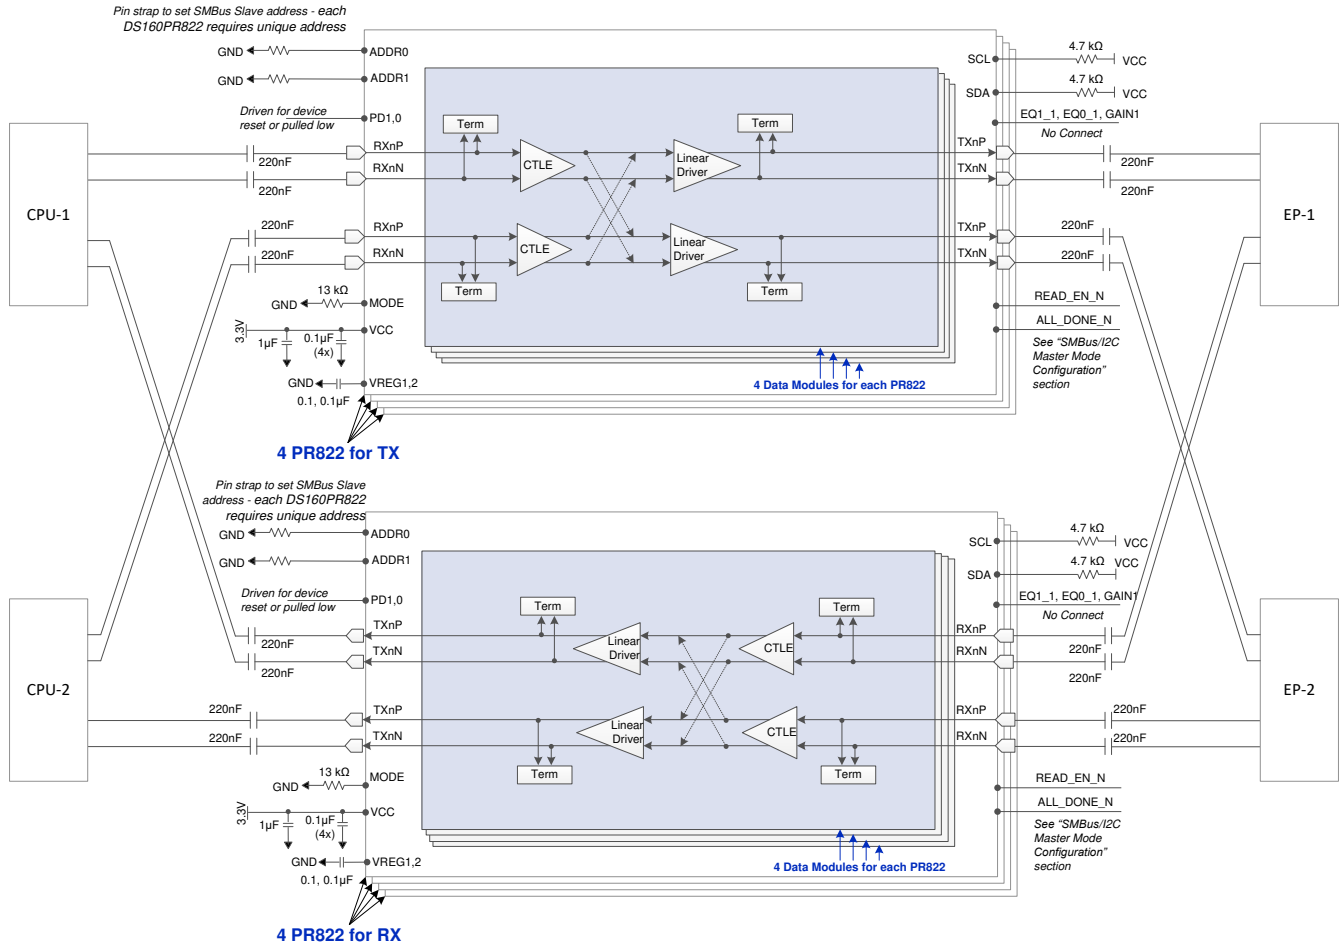 Pin strap to set SMBus Slave address - each
DS160PR822 requires unique address
GND
ADDR0
GND
ADDR1
Driven for device
reset or pulled low
PD1,0
SCL
4.7 kΩ
VCC
SDA
4.7 kΩ
VCC
EQ1_1, EQ0_1, GAIN1
No Connect
CPU-1
220nF
RXnP
220nF
RXnN
220nF
RXnP
220nF
RXnN
Term
CTLE
Linear
Driver
Term
CTLE
Linear
Driver
Term
Term
TXnP
220nF
TXnN
220nF
TXnP
220nF
TXnN
220nF
EP-1
GND
13 kΩ
MODE
3.3V
1µF
0.1µF
(4x)
VCC
GND
VREG1,2
0.1, 0.1µF
READ_EN_N
ALL_DONE_N
See "SMBus/I2C
Master Mode
Configuration"
section
4 Data Modules for each PR822
4 PR822 for TX
Pin strap to set SMBus Slave
address - each DS160PR822
requires unique address
GND
ADDR0
GND
ADDR1
Driven for device
reset or pulled low
PD1,0
SCL
4.7 kΩ
VCC
SDA
4.7 kΩ
VCC
EQ1_1, EQ0_1, GAIN1
No Connect
CPU-2
220nF
TXnP
220nF
TXnN
220nF
TXnP
220nF
TXnN
Term
Linear
Driver
CTLE
Term
Linear
Driver
CTLE
Term
Term
RXnP
220nF
RXnN
220nF
RXnP
220nF
RXnN
220nF
EP-2
GND
13 kΩ
MODE
3.3V
1µF
0.1µF
(4x)
VCC
GND
VREG1,2
0.1, 0.1µF
READ_EN_N
ALL_DONE_N
See "SMBus/I2C
Master Mode
Configuration"
section
4 Data Modules for each PR822
4 PR822 for RX